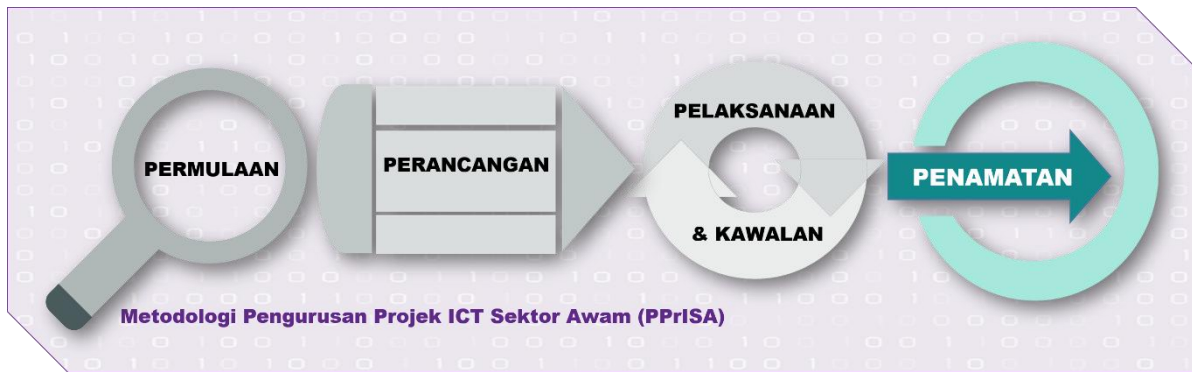 PERMULAAN
PERANCANGAN
PELAKSANAAN
& KAWALAN
PENAMATAN
Metodologi Pengurusan Projek ICT Sektor Awam (PPrISA)